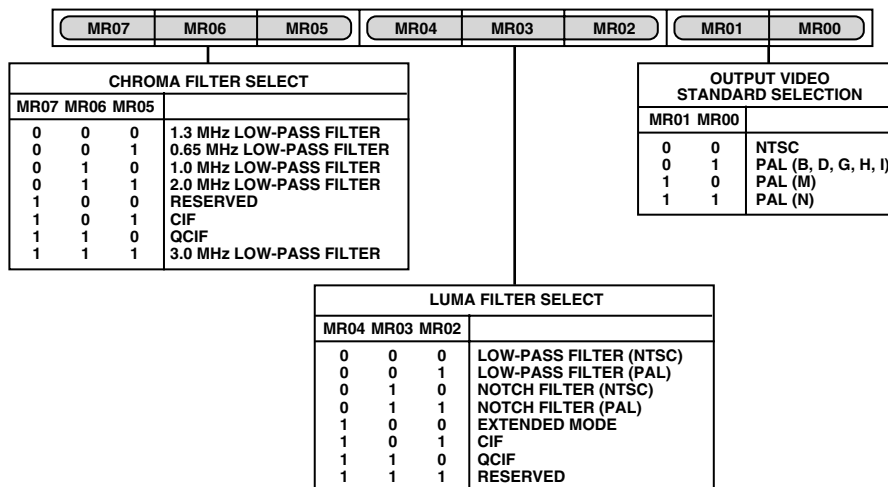 MR07 MR06 MR05 MR04 MR03 MR02 MR01 MR00
CHROMA FILTER SELECT
MR07 MR06 MR05
0 0 0 1.3 MHz LOW-PASS FILTER
0 0 1 0.65 MHz LOW-PASS FILTER
0 1 0 1.0 MHz LOW-PASS FILTER
0 1 1 2.0 MHz LOW-PASS FILTER
1 0 0 RESERVED
1 0 1 CIF
1 1 0 QCIF
1 1 1 3.0 MHz LOW-PASS FILTER
OUTPUT VIDEO
STANDARD SELECTION
MR01 MR00
0 0 NTSC
0 1 PAL (B, D, G, H, I)
1 0 PAL (M)
1 1 PAL (N)
LUMA FILTER SELECT
MR04 MR03 MR02
0 0 0 LOW-PASS FILTER (NTSC)
0 0 1 LOW-PASS FILTER (PAL)
0 1 0 NOTCH FILTER (NTSC)
0 1 1 NOTCH FILTER (PAL)
1 0 0 EXTENDED MODE
1 0 1 CIF
1 1 0 QCIF
1 1 1 RESERVED